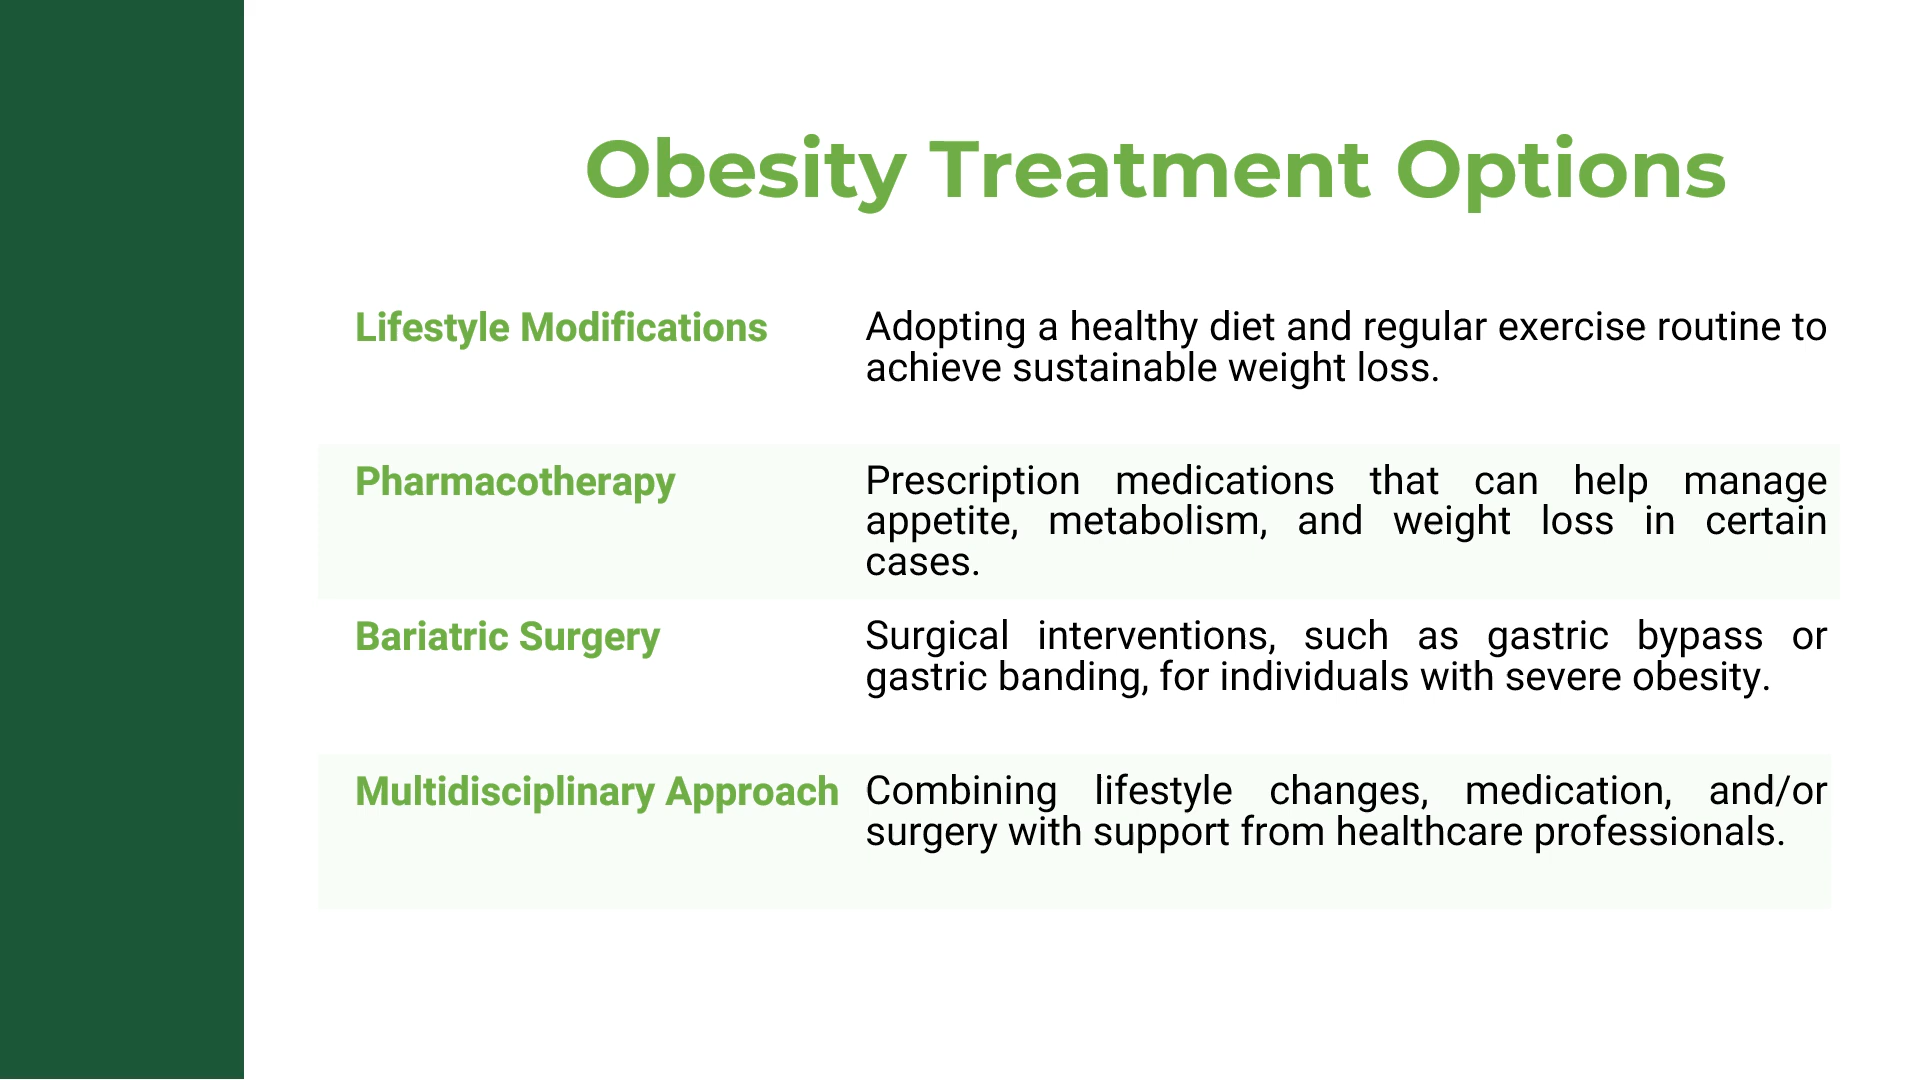 Obesity Treatment Options
Lifestyle Modifications
Adopting a healthy diet and regular exercise routine to
achieve sustainable weight loss.
Pharmacotherapy
Prescription medications that can help manage
appetite, metabolism, and weight loss in certain
cases.
Bariatric Surgery
Surgical interventions, such as gastric bypass or
gastric banding, for individuals with severe obesity.
Multidisciplinary Approach
Combining lifestyle changes, medication, and/or
surgery with support from healthcare professionals.